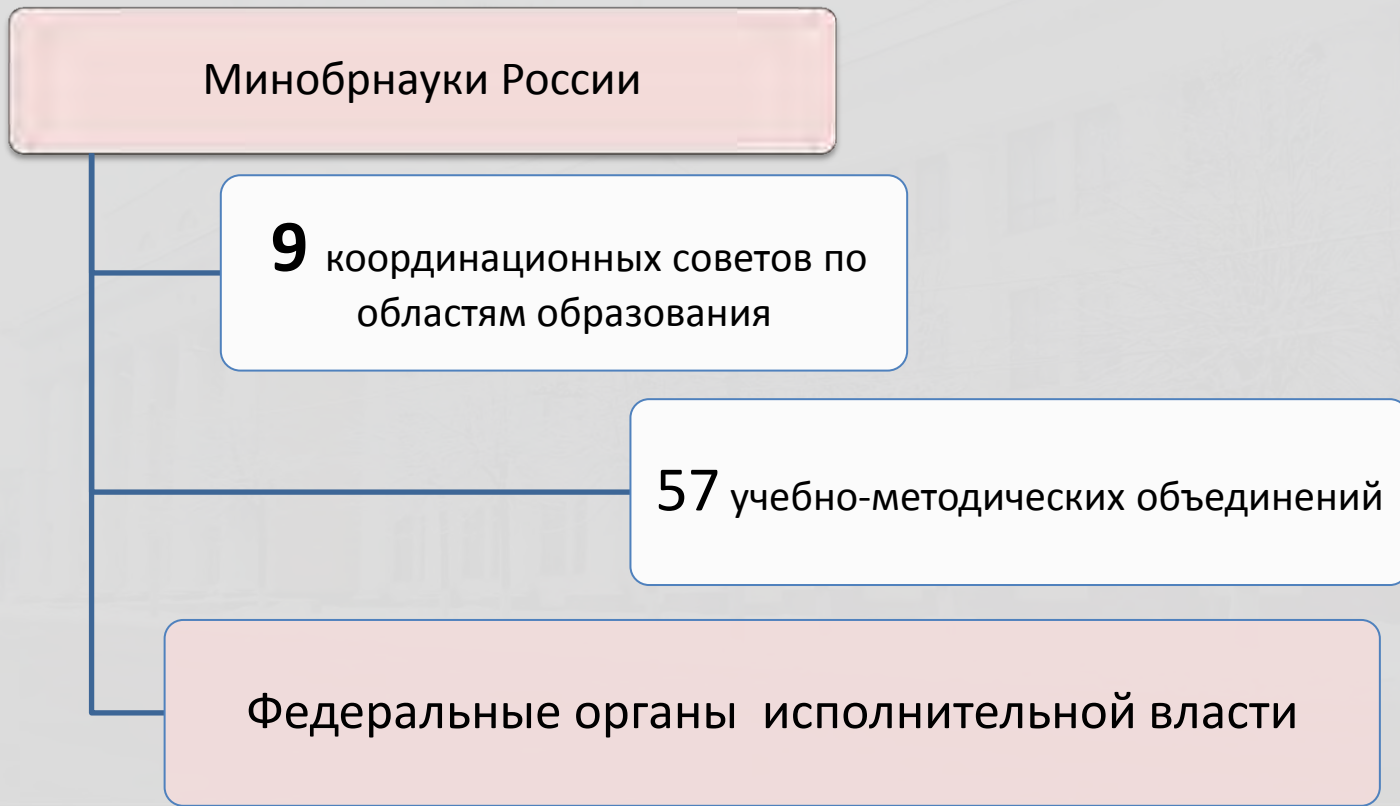 Минобрнауки России
9 координационных советов по
областям образования
57 учебно-методических объединений
Федеральные органы исполнительной власти